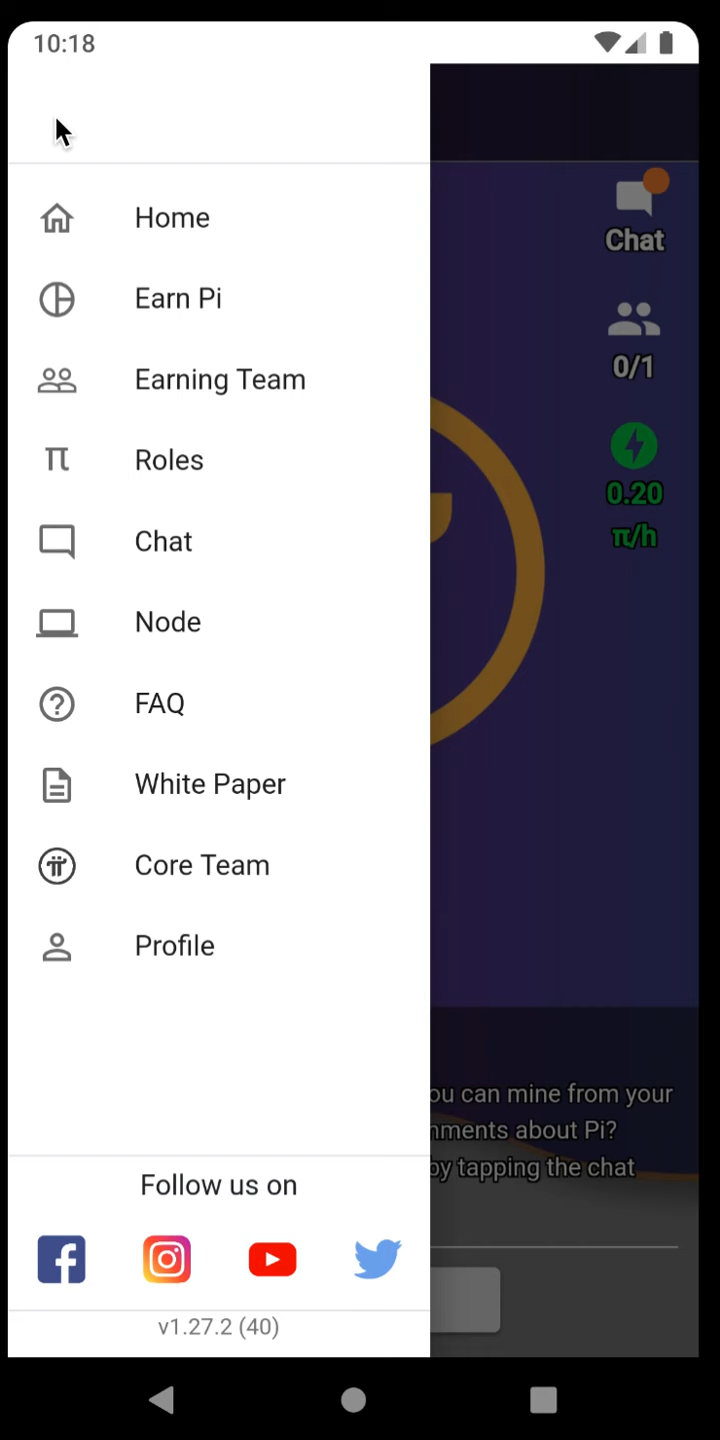 10:18
Home
Earn Pi
Earning Team
Roles
Chat
Node
FAQ
White Paper
Core Team
Profile
Follow us on
v1.27.2 (40)
Chat
0/1
0.20
π/h
ou can mine from your
nments about Pi?
by tapping the chat